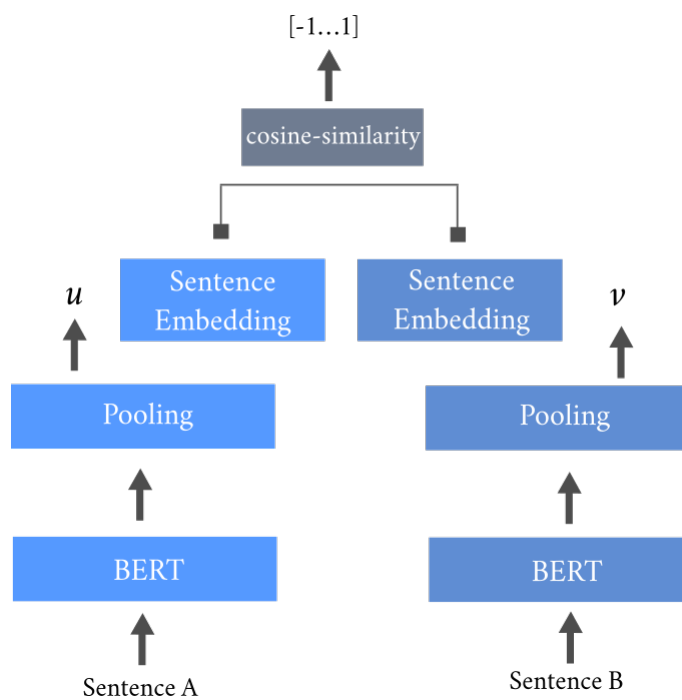 [-1…1]
cosine-similarity
Sentence
Embedding
Sentence
Embedding
u
v
Pooling
Pooling
BERT
BERT
Sentence A
Sentence B